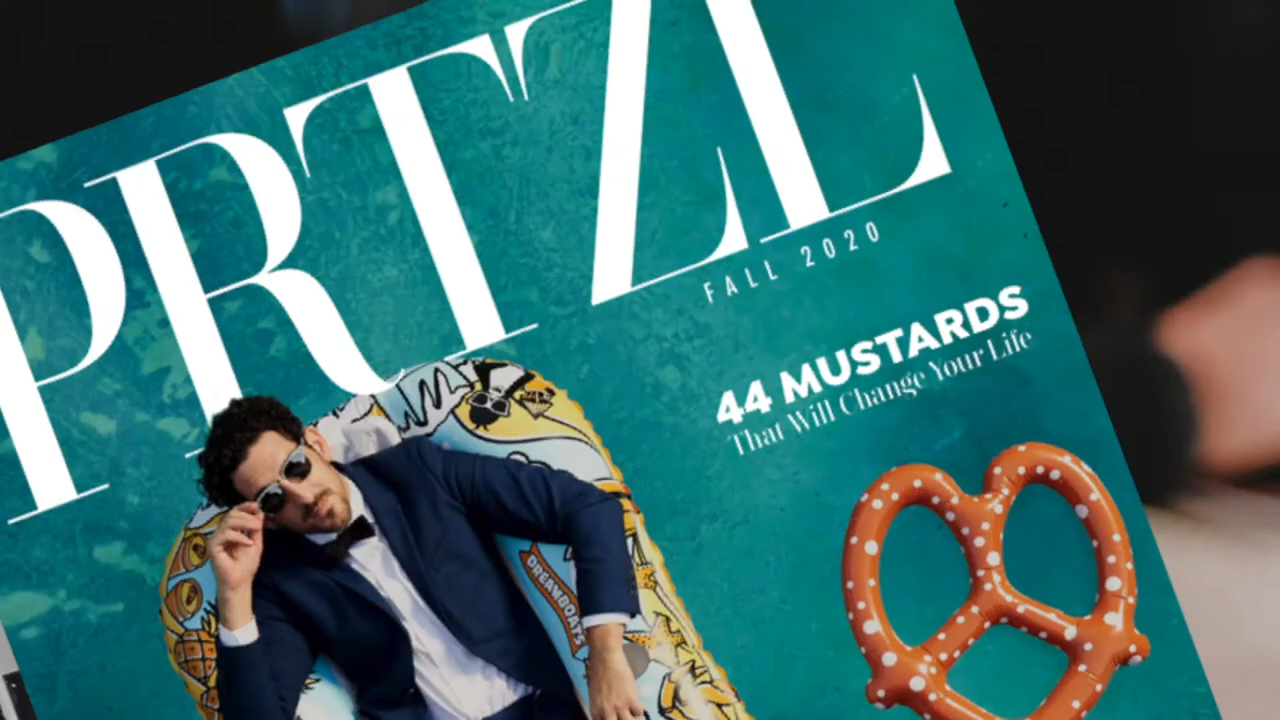 PRTZL
FALL 2020
44 MUSTARDS
That Will Change Your Life
DREAMBOATS